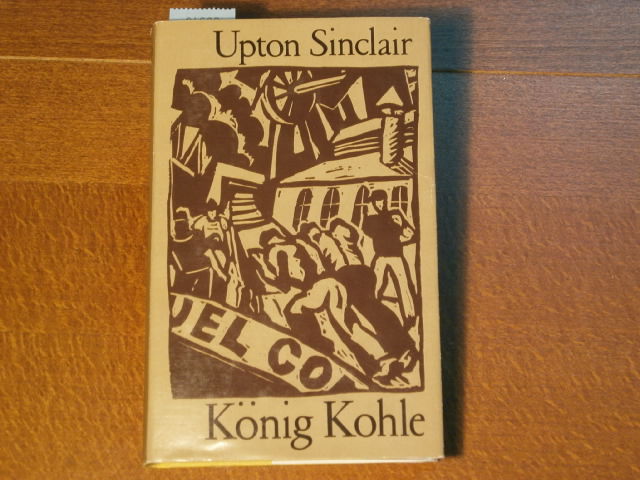 Upton Sinclair
UEL CO
König Kohle